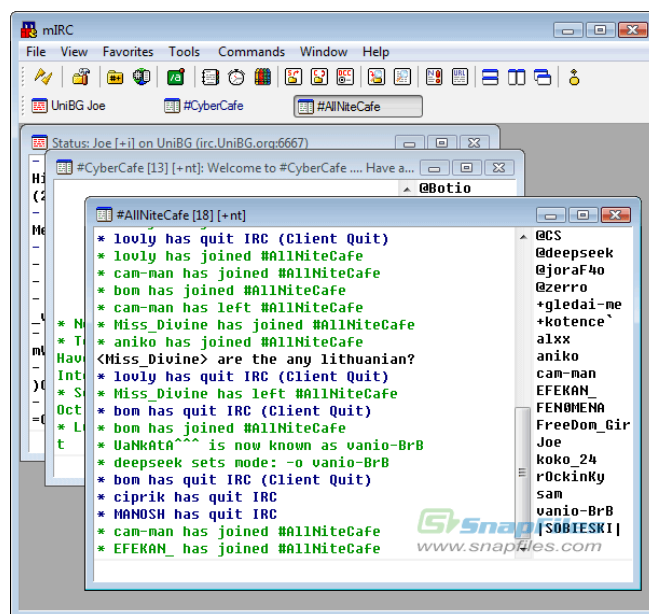 mIRC
File View Favorites Tools Commands Window Help
UniBG Joe #CyberCafe #AllNiteCafe
Status: Joe [+i] on UniBG (irc.UniBG.org:6667)
#CyberCafe [13] [+nt]: Welcome to #CyberCafe .... Have a...
@Botio
#AllNiteCafe [18] [+nt]
* lovly has quit IRC (Client Quit)
* lovly has joined #AllNiteCafe
* cam-man has joined #AllNiteCafe
* bom has joined #AllNiteCafe
* cam-man has left #AllNiteCafe
* Miss_Divine has joined #AllNiteCafe
* aniko has joined #AllNiteCafe
<Miss_Divine> are the any lithuanian?
* lovly has quit IRC (Client Quit)
* Miss_Divine has left #AllNiteCafe
* bom has quit IRC (Client Quit)
* bom has joined #AllNiteCafe
* UaNkAtA^^^ is now known as vanio-BrB
* deepseek sets mode: -o vanio-BrB
* bom has quit IRC (Client Quit)
* ciprik has quit IRC
* MANOSH has quit IRC
* cam-man has joined #AllNiteCafe
* EFEKAN_ has joined #AllNiteCafe
@CS
@deepseek
@joraF4o
@zerro
+gledai-me
+kotence`
alxx
aniko
cam-man
EFEKAN_
FENOMENA
FreeDom_Gir
Joe
koko_24
rOckinKy
sam
vanio-BrB
|SOBIESKI|
SnapFiles
www.snapfiles.com